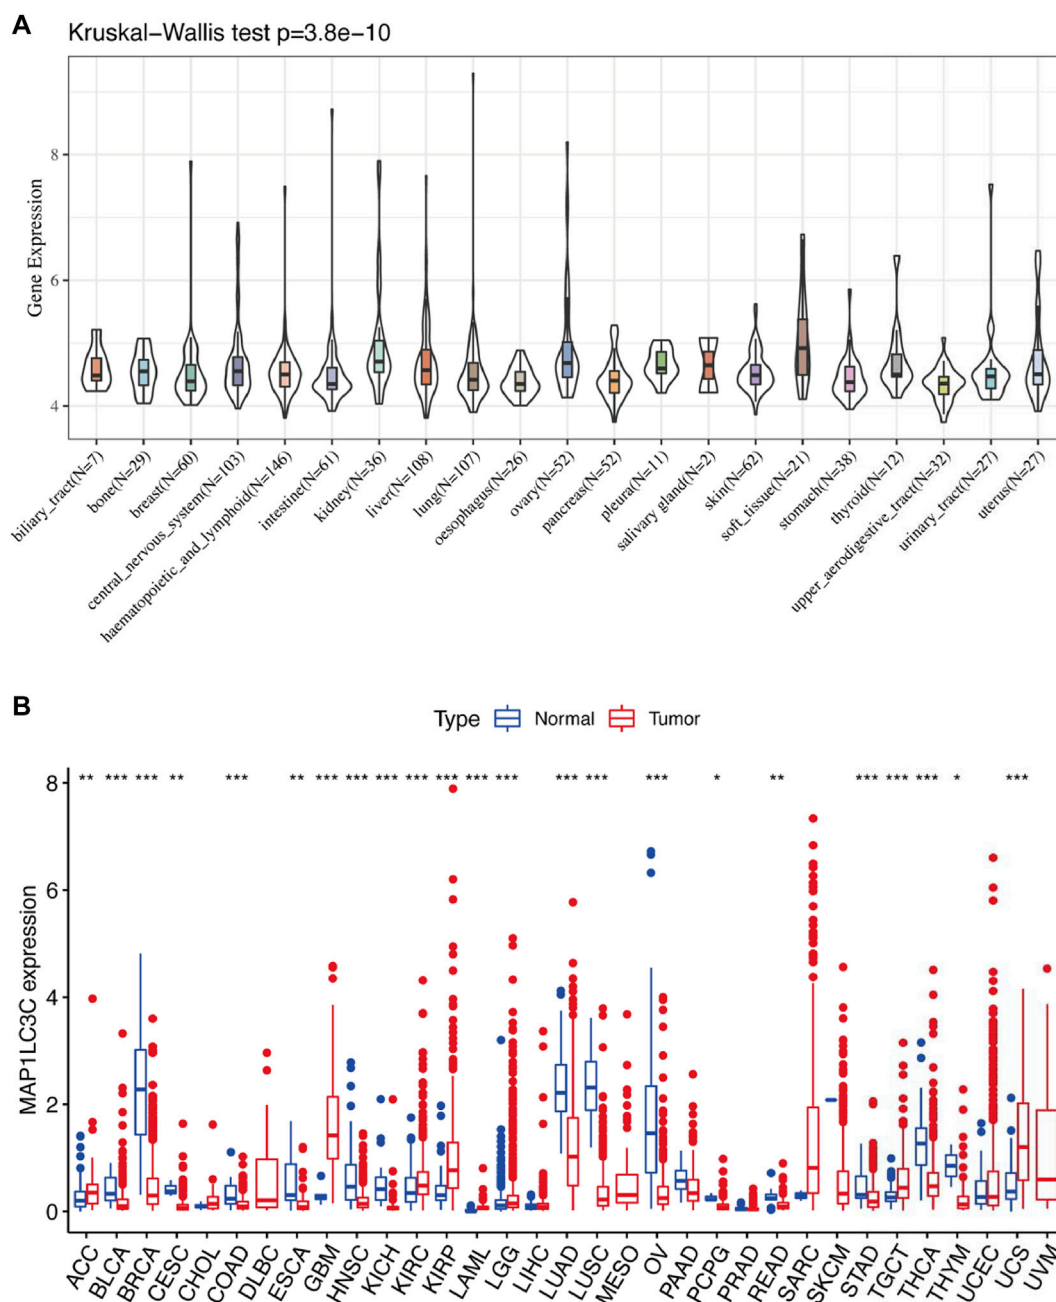 A
Kruskal-Wallis test p=3.8e-10
Gene Expression
8
6
4
biliary_tract(N=7)
bone(N=29)
breast(N=60)
central_nervous_system(N=103)
haematopoietic_and_lymphoid(N=146)
intestine(N=61)
kidney(N=36)
liver(N=108)
lung(N=107)
oesophagus(N=26)
ovary(N=52)
pancreas(N=52)
pleura(N=11)
salivary gland(N=2)
skin(N=62)
soft_tissue(N=21)
stomach(N=38)
thyroid(N=12)
upper_aerodigestive_tract(N=32)
urinary_tract(N=27)
uterus(N=27)
B
Type Normal Tumor
** *** *** ** *** ** *** *** *** *** *** *** *** *** *** *** * ** *** *** *** * ***
MAP1LC3C expression
8
6
4
2
0
ACC
BLCA
BRCA
CESC
CHOL
COAD
DLBC
ESCA
GBM
HNSC
KICH
KIRC
KIRP
LAML
LGG
LIHC
LUAD
LUSC
MESO
OV
PAAD
PCPG
PRAD
READ
SARC
SKCM
STAD
TGCT
THCA
THYM
UCEC
UCS
UVM